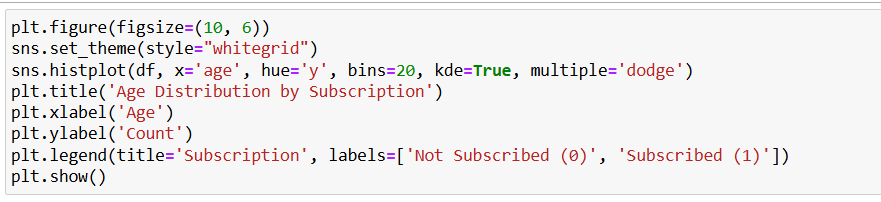 plt.figure(figsize=(10, 6))
sns.set_theme(style="whitegrid")
sns.histplot(df, x='age', hue='y', bins=20, kde=True, multiple='dodge')
plt.title('Age Distribution by Subscription')
plt.xlabel('Age')
plt.ylabel('Count')
plt.legend(title='Subscription', labels=['Not Subscribed (0)', 'Subscribed (1)'])
plt.show()